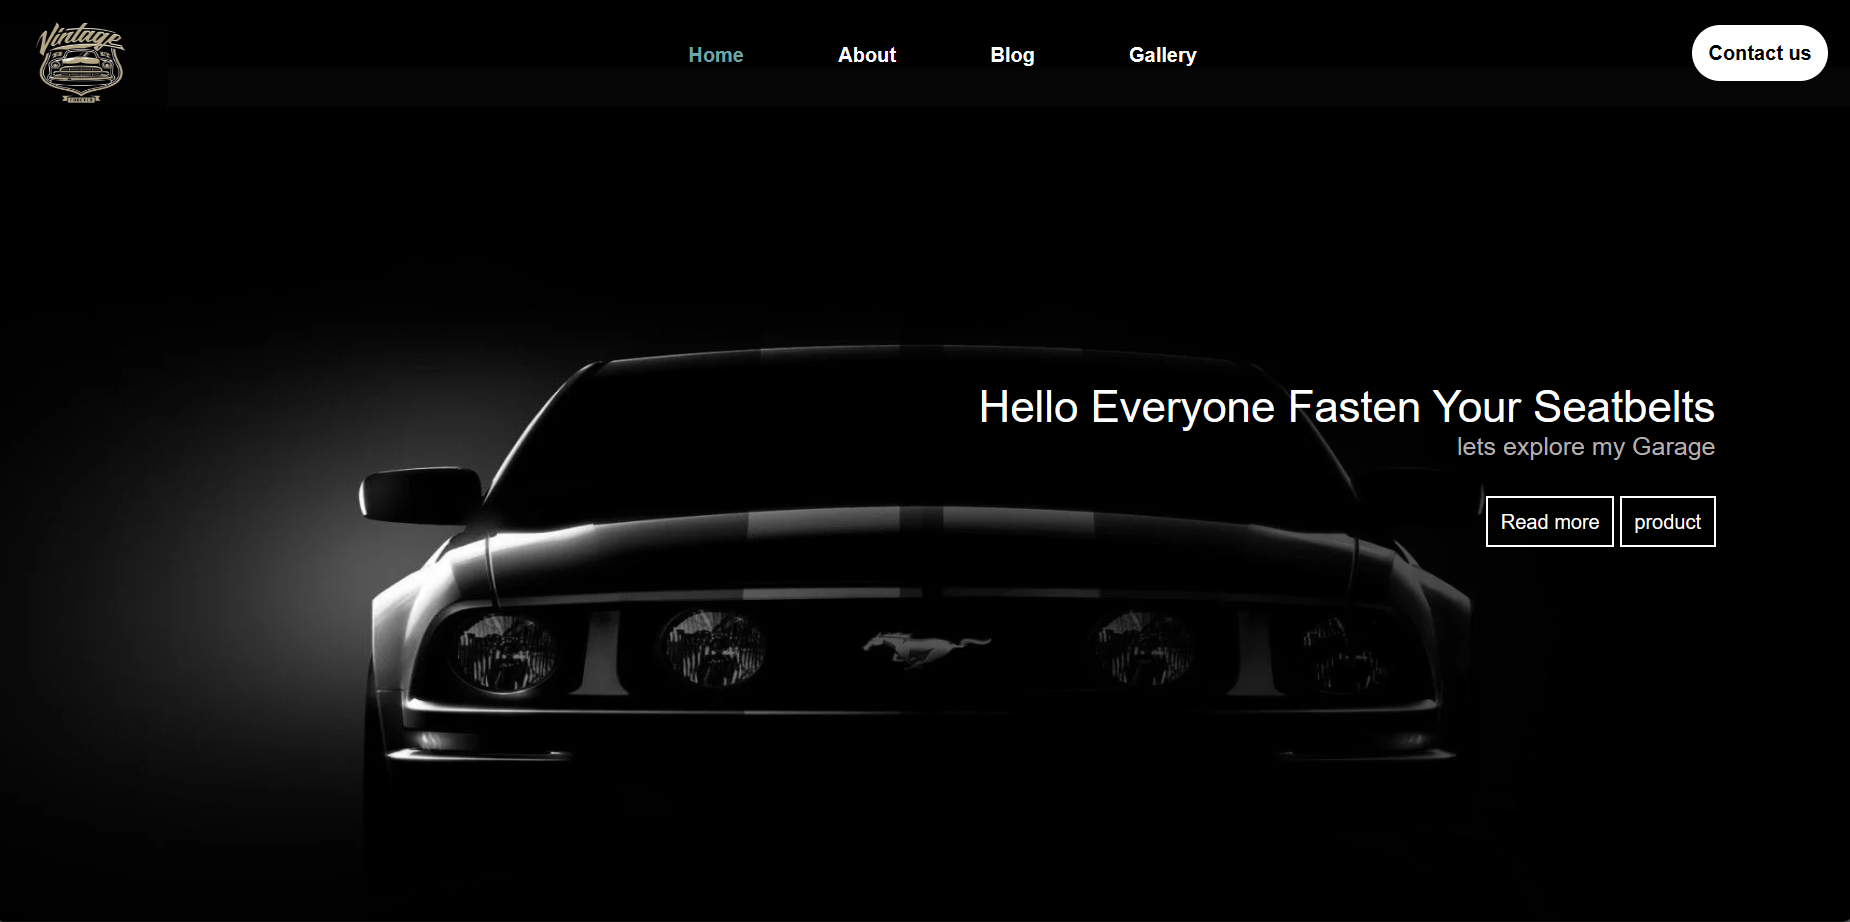 Vintage
FOREVER
Home About Blog Gallery Contact us
Hello Everyone Fasten Your Seatbelts
lets explore my Garage
Read more product